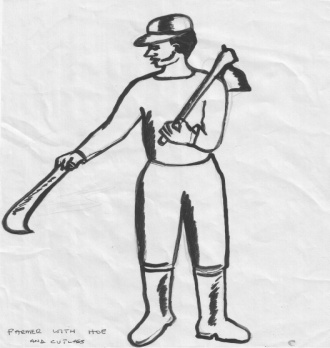 FARMER WITH HOE
AND CUTLASS